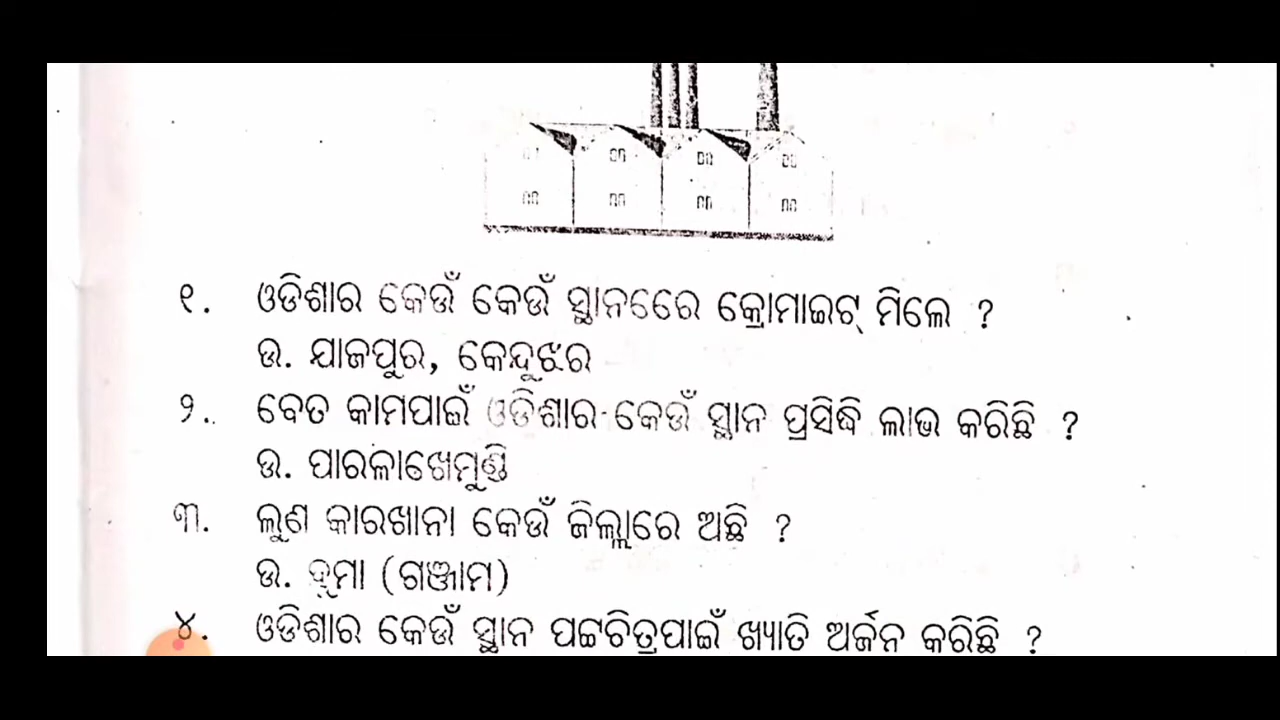 ୧. ଓଡିଶାର କେଉଁ କେଉଁ ସ୍ଥାନରେେ କ୍ରୋମାଇଟ୍ ମିଲେ ?
ଉ. ଯାଜପୁର, କେନ୍ଦୁଝର
୨. ବେତ କାମପାଇଁ ଓଡିଶାର କେଉଁ ସ୍ଥାନ ପ୍ରସିଦ୍ଧି ଲାଭ କରିଛି ?
ଉ. ପାରଳାଖେମୁଣ୍ଡି
୩. ଲୁଣ କାରଖାନା କେଉଁ ଜିଲ୍ଲାରେ ଅଛି ?
ଉ. ହୁମା (ଗଞ୍ଜାମ)
୪. ଓଡିଶାର କେଉଁ ସ୍ଥାନ ପଟ୍ଟଚିତ୍ରପାଇଁ ଖ୍ୟାତି ଅର୍ଜନ କରିଛି ?